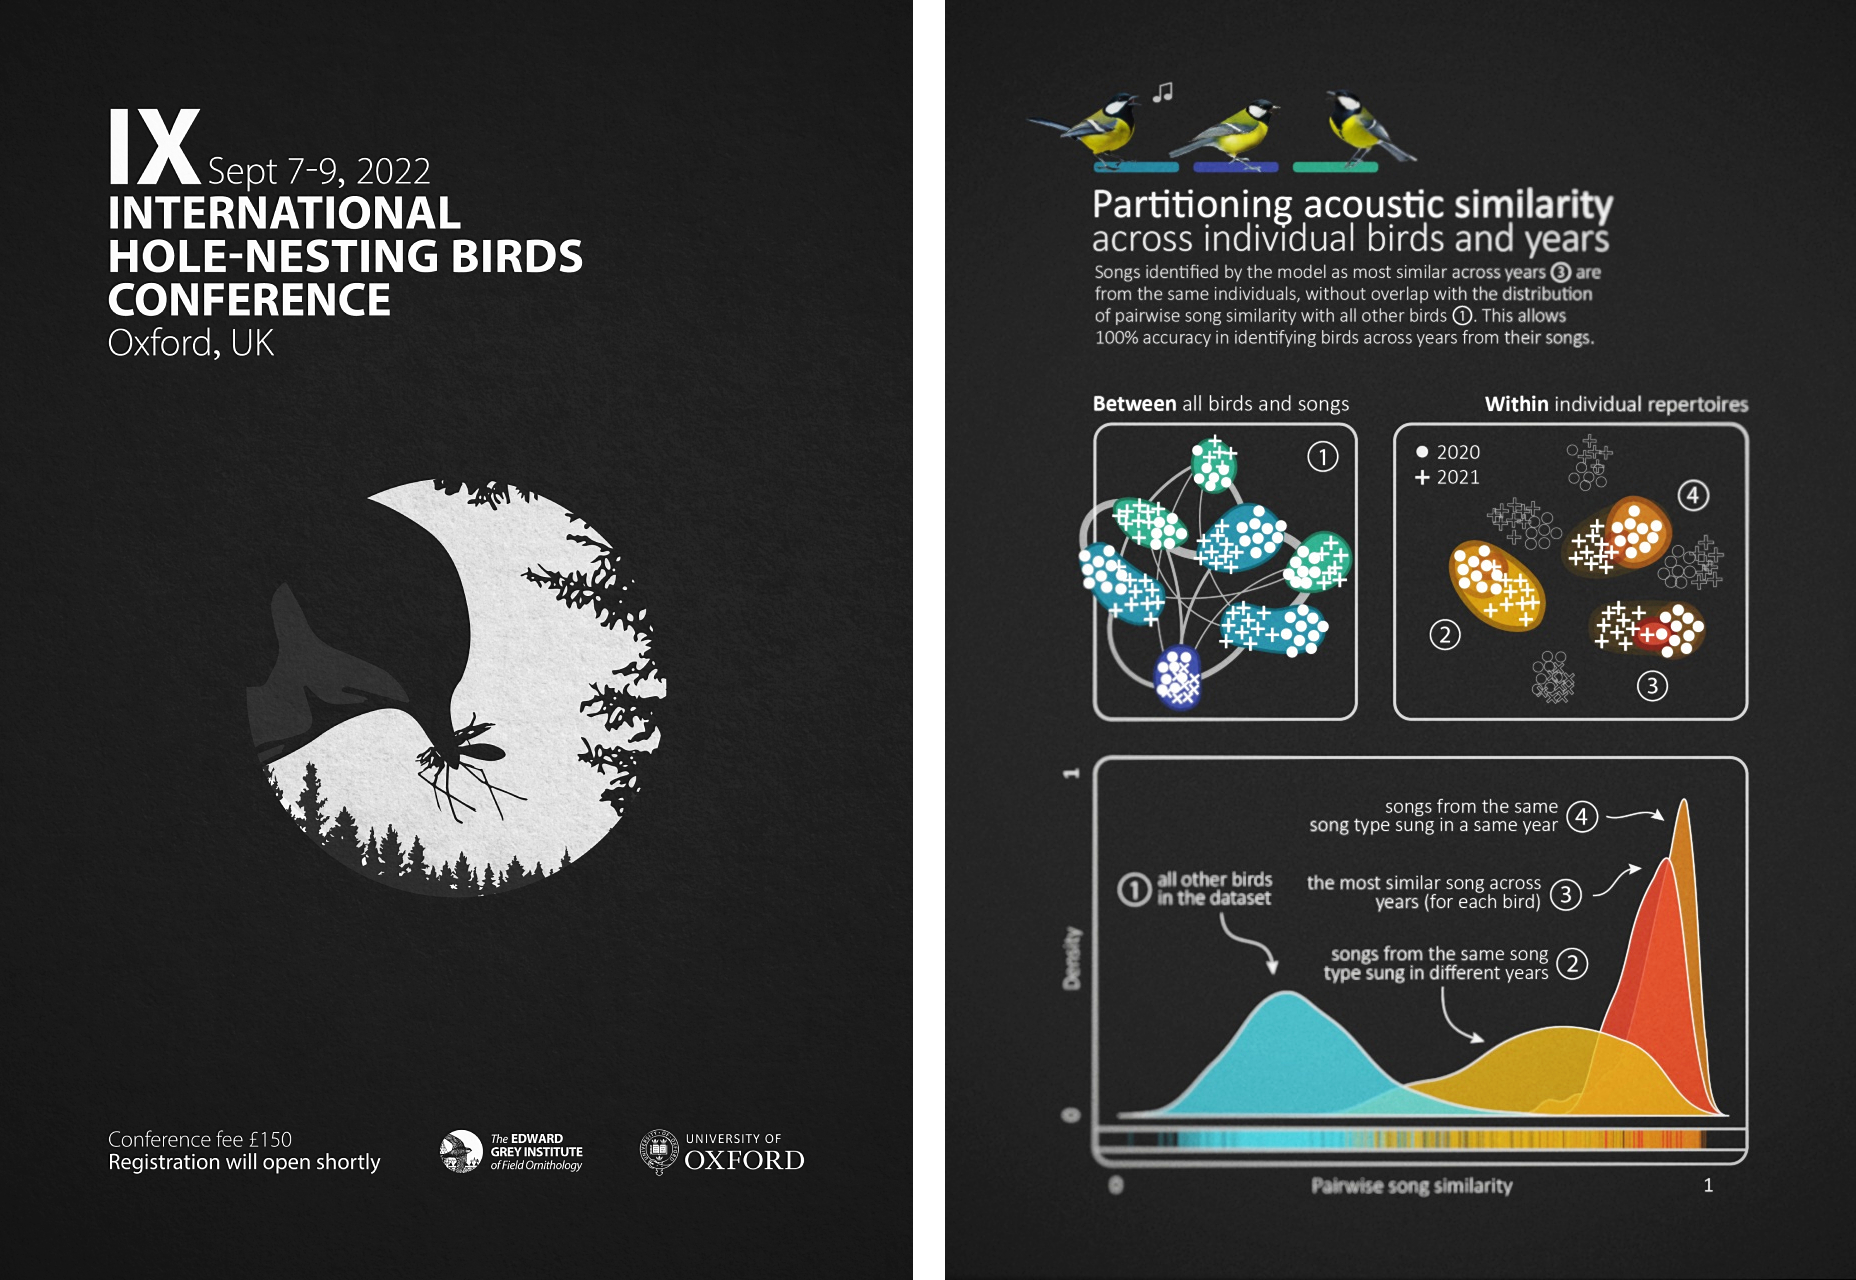 IX Sept 7-9, 2022
INTERNATIONAL
HOLE-NESTING BIRDS
CONFERENCE
Oxford, UK
Conference fee £150
Registration will open shortly
The EDWARD
GREY INSTITUTE
of Field Ornithology
UNIVERSITY OF
OXFORD
Partitioning acoustic similarity
across individual birds and years
Songs identified by the model as most similar across years ③ are
from the same individuals, without overlap with the distribution
of pairwise song similarity with all other birds ①. This allows
100% accuracy in identifying birds across years from their songs.
Between all birds and songs
1
Within individual repertoires
2020
2021
4
2
3
1
Density
0
songs from the same
song type sung in a same year
4
the most similar song across
years (for each bird)
3
1
all other birds
in the dataset
songs from the same song
type sung in different years
2
0
Pairwise song similarity
1